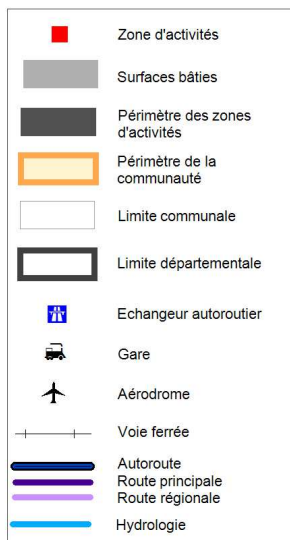 Zone d'activités
Surfaces bâties
Périmètre des zones
d'activités
Périmètre de la
communauté
Limite communale
Limite départementale
Echangeur autoroutier
Gare
Aérodrome
Voie ferrée
Autoroute
Route principale
Route régionale
Hydrologie